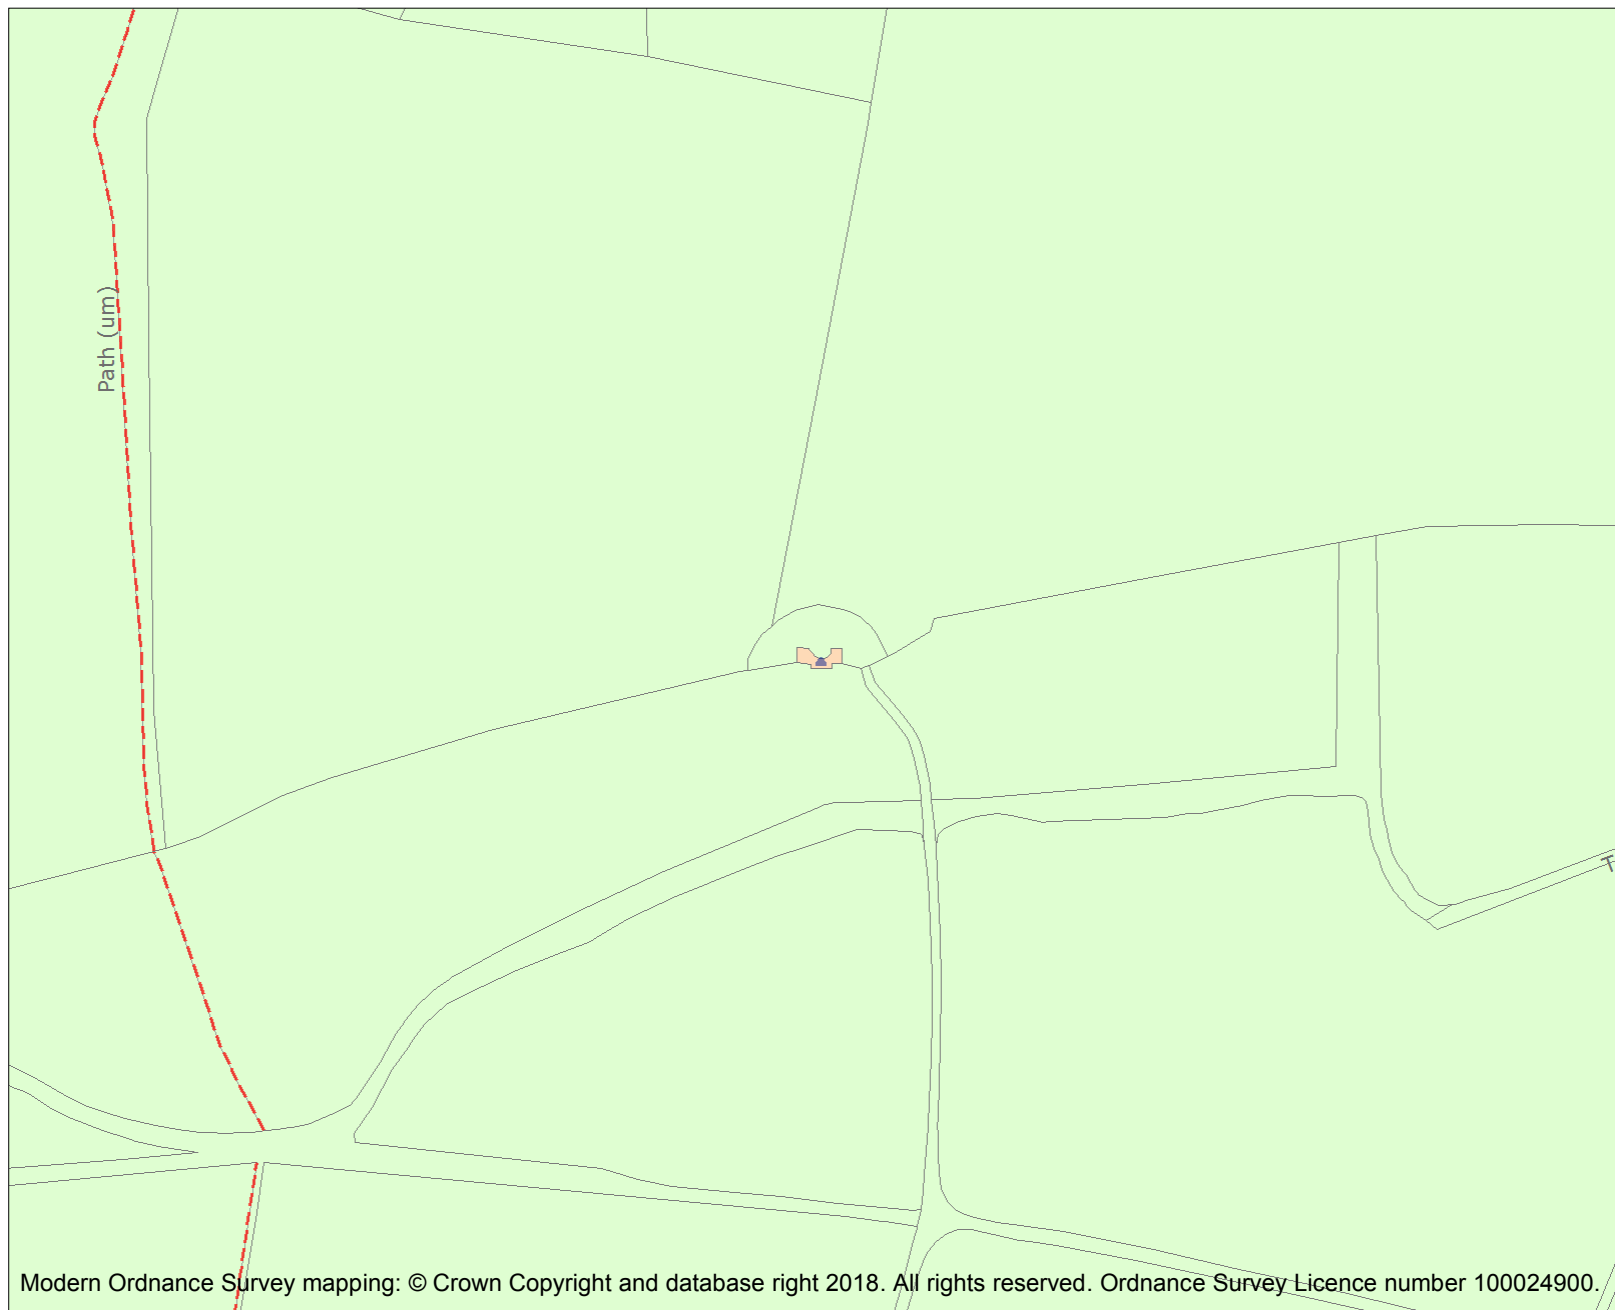 Path (um)
T
Modern Ordnance Survey mapping: © Crown Copyright and database right 2018. All rights reserved. Ordnance Survey Licence number 100024900.